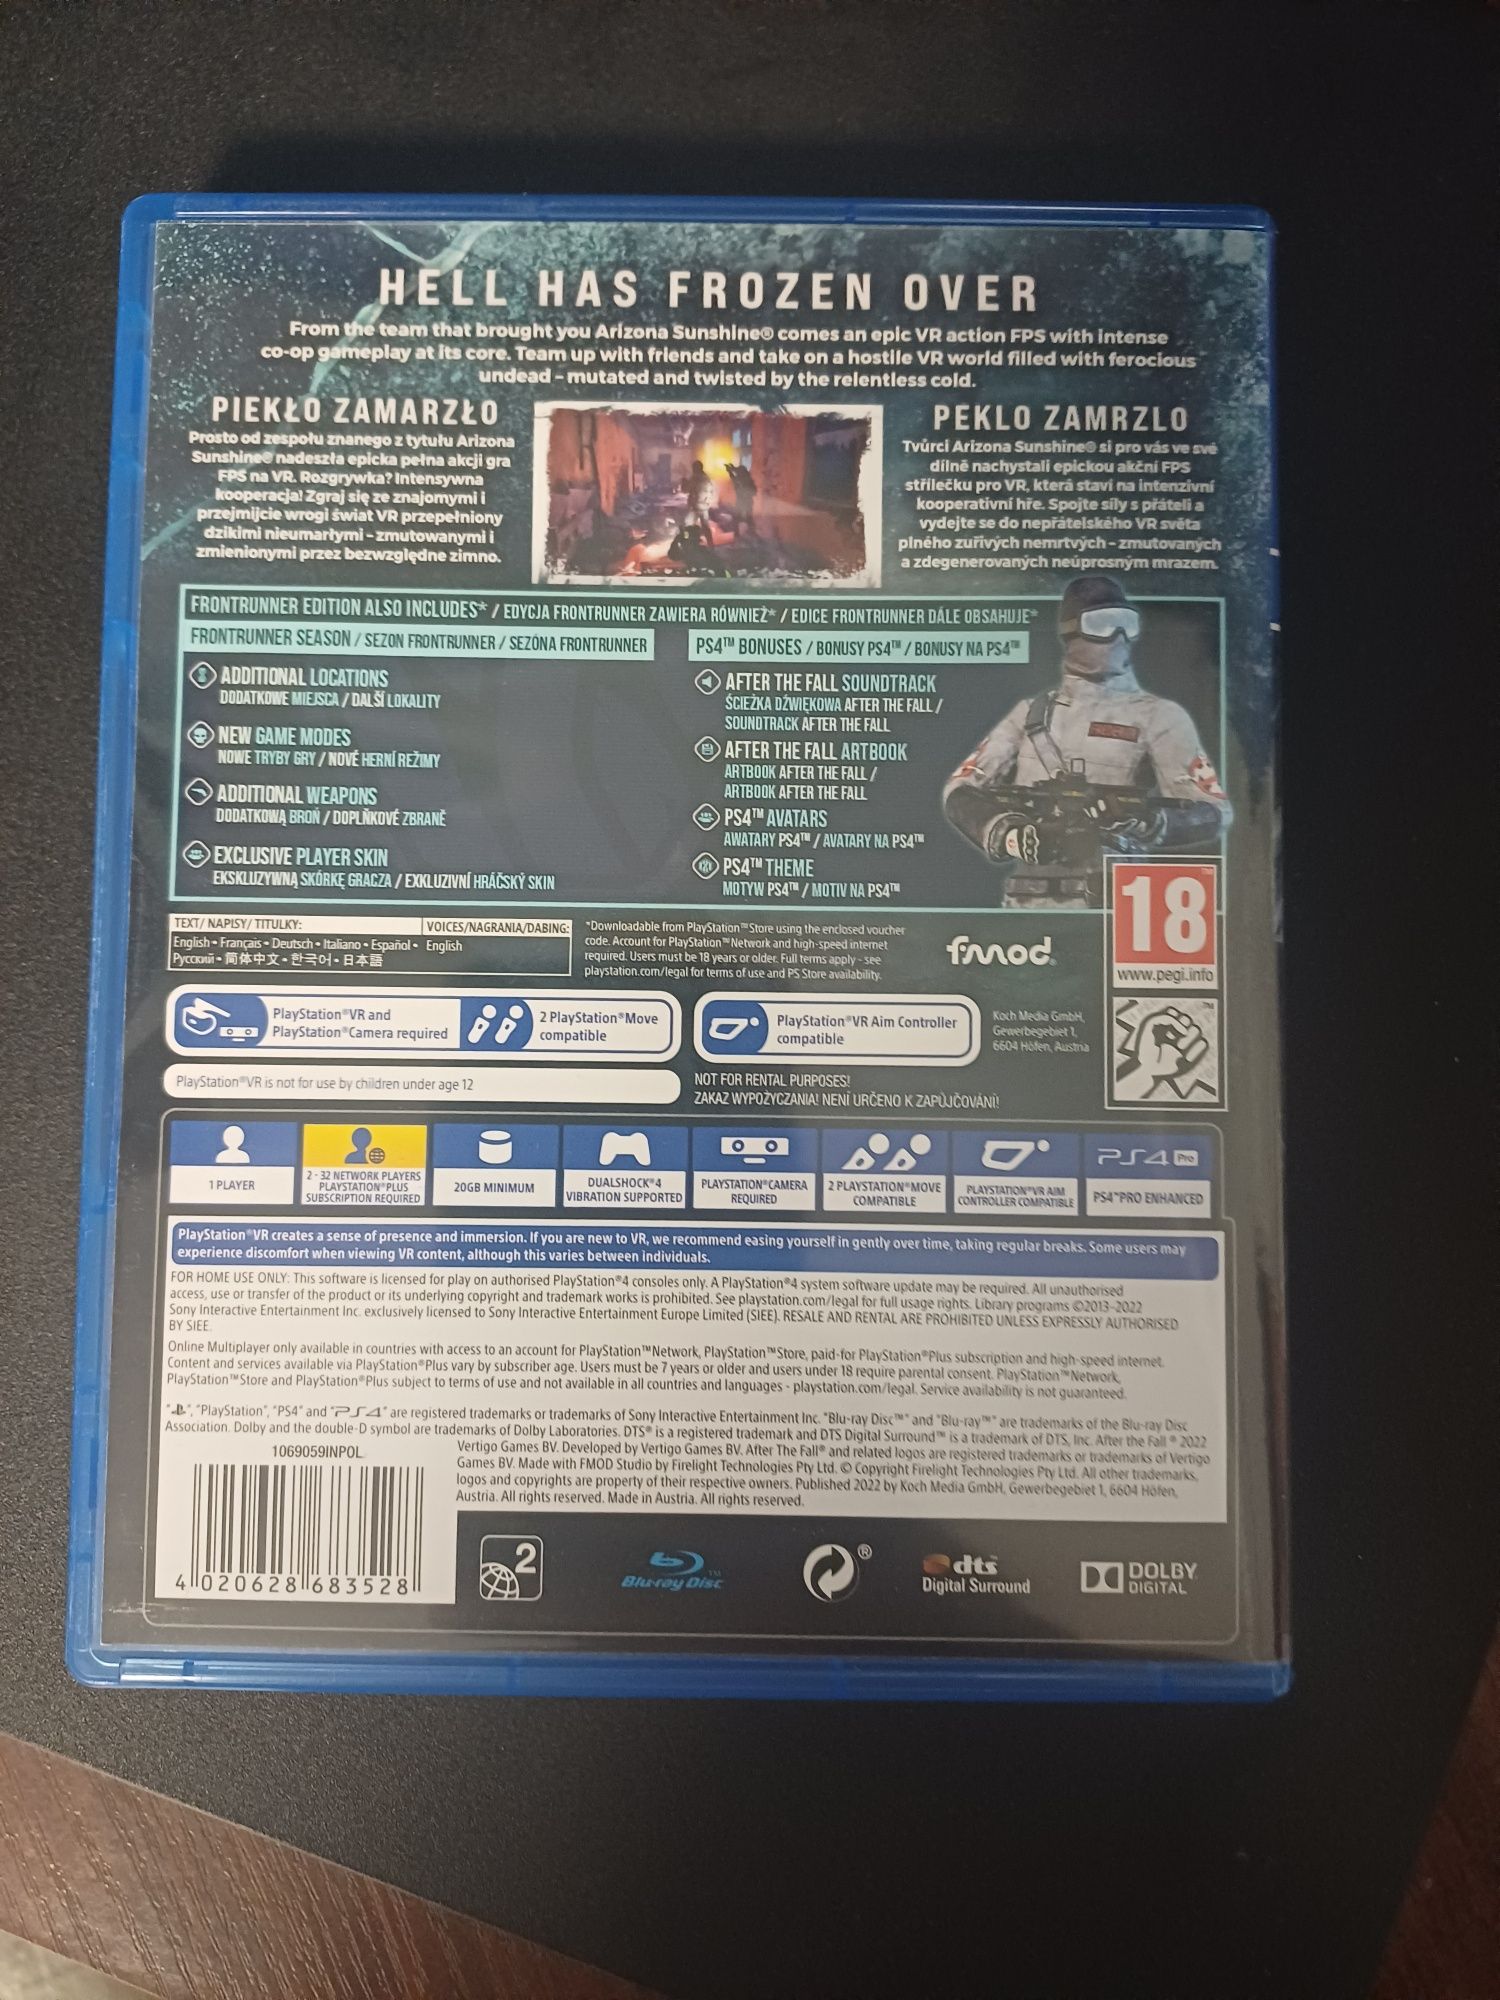 HELL HAS FROZEN OVER
From the team that brought you Arizona Sunshine® comes an epic VR action FPS with intense
co-op gameplay at its core. Team up with friends and take on a hostile VR world filled with ferocious
undead – mutated and twisted by the relentless cold.
PIEKŁO ZAMARZŁO
Prosto od zespołu znanego z tytułu Arizona
Sunshine® nadeszła epicka pełna akcji gra
FPS na VR. Rozgrywka? Intensywna
kooperacja! Zgraj się ze znajomymi i
przejmijcie wrogi świat VR przepełniony
dzikimi nieumarłymi – zmutowanymi i
zmienionymi przez bezwzględne zimno.
PEKLO ZAMRZLO
Tvůrci Arizona Sunshine® si pro vás ve své
dílně nachystali epickou akční FPS
střílečku pro VR, která staví na intenzivní
kooperativní hře. Spojte síly s přáteli a
vydejte se do nepřátelského VR světa
plného zuřivých nemrtvých – zmutovaných
a zdegenerovaných neúprosným mrazem.
FRONTRUNNER EDITION ALSO INCLUDES* / EDYCJA FRONTRUNNER ZAWIERA RÓWNIEŻ* / EDICE FRONTRUNNER DÁLE OBSAHUJE*
FRONTRUNNER SEASON / SEZON FRONTRUNNER / SEZÓNA FRONTRUNNER
ADDITIONAL LOCATIONS
DODATKOWE MIEJSCA / DALŠÍ LOKALITY
NEW GAME MODES
NOWE TRYBY GRY / NOVÉ HERNÍ REŽIMY
ADDITIONAL WEAPONS
DODATKOWĄ BROŃ / DOPLŇKOVÉ ZBRANĚ
EXCLUSIVE PLAYER SKIN
EKSKLUZYWNĄ SKÓRKĘ GRACZA / EXKLUZIVNÍ HRÁČSKÝ SKIN
PS4™ BONUSES / BONUSY PS4™ / BONUSY NA PS4™
AFTER THE FALL SOUNDTRACK
ŚCIEŻKA DŹWIĘKOWA AFTER THE FALL /
SOUNDTRACK AFTER THE FALL
AFTER THE FALL ARTBOOK
ARTBOOK AFTER THE FALL /
ARTBOOK AFTER THE FALL
PS4™ AVATARS
AWATARY PS4™ / AVATARY NA PS4™
PS4™ THEME
MOTYW PS4™ / MOTIV NA PS4™
TEXT/ NAPISY/ TITULKY:
English • Français • Deutsch • Italiano • Español •
Русский • 简体中文 • 한국어 • 日本語
VOICES/NAGRANIA/DABING:
English
*Downloadable from PlayStation™Store using the enclosed voucher
code. Account for PlayStation™Network and high-speed internet
required. Users must be 18 years or older. Full terms apply - see
playstation.com/legal for terms of use and PS Store availability.
fmod
18
www.pegi.info
PlayStation®VR and
PlayStation®Camera required
2 PlayStation®Move
compatible
PlayStation®VR Aim Controller
compatible
Koch Media GmbH,
Gewerbegebiet 1,
6604 Höfen, Austria
PlayStation®VR is not for use by children under age 12
NOT FOR RENTAL PURPOSES!
ZAKAZ WYPOŻYCZANIA! NENÍ URČENO K ZAPŮJČOVÁNÍ!
1 PLAYER
2 - 32 NETWORK PLAYERS
PLAYSTATION®PLUS
SUBSCRIPTION REQUIRED
20GB MINIMUM
DUALSHOCK®4
VIBRATION SUPPORTED
PLAYSTATION®CAMERA
REQUIRED
2 PLAYSTATION®MOVE
COMPATIBLE
PLAYSTATION®VR AIM
CONTROLLER COMPATIBLE
PS4 Pro
PS4™PRO ENHANCED
PlayStation®VR creates a sense of presence and immersion. If you are new to VR, we recommend easing yourself in gently over time, taking regular breaks. Some users may
experience discomfort when viewing VR content, although this varies between individuals.
FOR HOME USE ONLY: This software is licensed for play on authorised PlayStation®4 consoles only. A PlayStation®4 system software update may be required. All unauthorised
access, use or transfer of the product or its underlying copyright and trademark works is prohibited. See playstation.com/legal for full usage rights. Library programs ©2013-2022
Sony Interactive Entertainment Inc. exclusively licensed to Sony Interactive Entertainment Europe Limited (SIEE). RESALE AND RENTAL ARE PROHIBITED UNLESS EXPRESSLY AUTHORISED
BY SIEE.
Online Multiplayer only available in countries with access to an account for PlayStation™Network, PlayStation™Store, paid-for PlayStation®Plus subscription and high-speed internet.
Content and services available via PlayStation®Plus vary by subscriber age. Users must be 7 years or older and users under 18 require parental consent. PlayStation™Network,
PlayStation™Store and PlayStation®Plus subject to terms of use and not available in all countries and languages - playstation.com/legal. Service availability is not guaranteed.
" ", "PlayStation", "PS4" and "PS4" are registered trademarks or trademarks of Sony Interactive Entertainment Inc. "Blu-ray Disc™" and "Blu-ray™" are trademarks of the Blu-ray Disc
Association. Dolby and the double-D symbol are trademarks of Dolby Laboratories. DTS® is a registered trademark and DTS Digital Surround™ is a trademark of DTS, Inc. After the Fall ® 2022
Vertigo Games BV. Developed by Vertigo Games BV. After The Fall® and related logos are registered trademarks or trademarks of Vertigo
Games BV. Made with FMOD Studio by Firelight Technologies Pty Ltd. © Copyright Firelight Technologies Pty Ltd. All other trademarks,
logos and copyrights are property of their respective owners. Published 2022 by Koch Media GmbH, Gewerbegebiet 1, 6604 Höfen,
Austria. All rights reserved. Made in Austria. All rights reserved.
1069059INPOL
4 020628 683528
2
Blu-ray Disc™
®
dts™
Digital Surround
DOLBY
DIGITAL